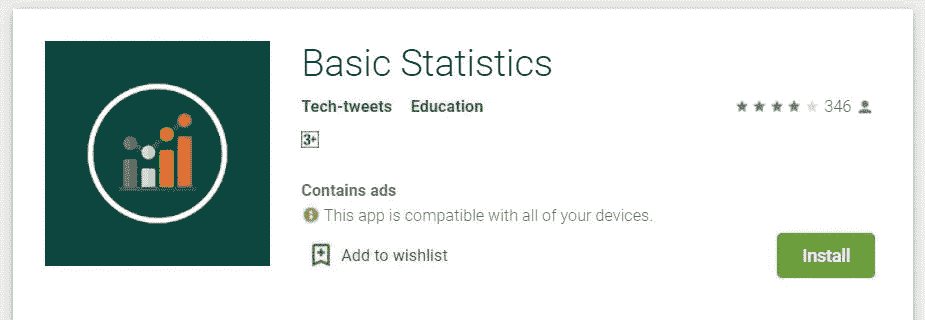 Basic Statistics
Tech-tweets Education 346
3+
Contains ads
This app is compatible with all of your devices.
Add to wishlist
Install